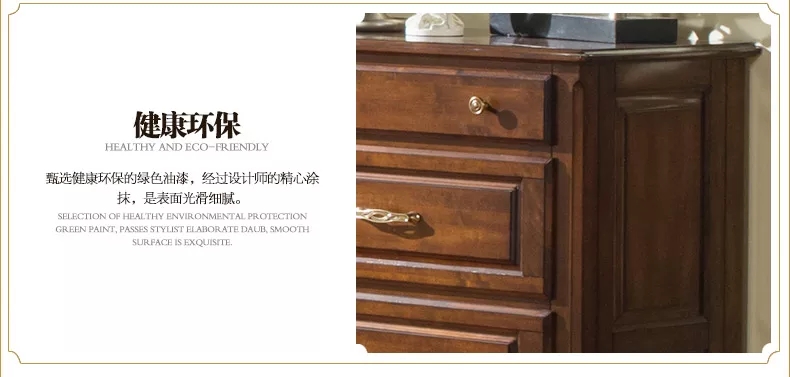 健康环保
HEALTHY AND ECO-FRIENDLY
甄选健康环保的绿色油漆，经过设计师的精心涂
抹，是表面光滑细腻。
SELECTION OF HEALTHY ENVIRONMENTAL PROTECTION
GREEN PAINT, PASSES STYLIST ELABORATE DAUB, SMOOTH
SURFACE IS EXQUISITE.